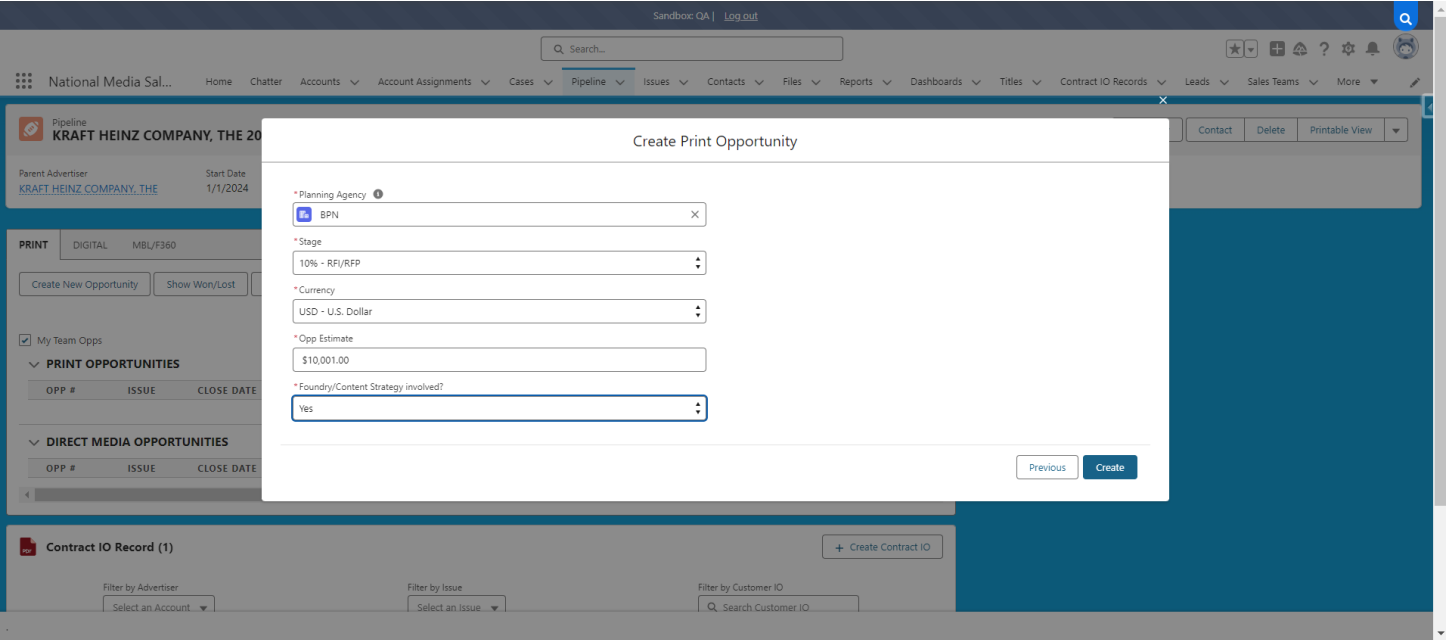 Sandbox: QA | Log out
Search...
National Media Sal... Home Chatter Accounts Account Assignments Cases Pipeline Issues Contacts Files Reports Dashboards Titles Contract IO Records Leads Sales Teams More
Pipeline
KRAFT HEINZ COMPANY, THE 20
Contact Delete Printable View
Parent Advertiser Start Date
KRAFT HEINZ COMPANY, THE 1/1/2024
Create Print Opportunity
*Planning Agency
BPN
*Stage
10% - RFI/RFP
*Currency
USD - U.S. Dollar
*Opp Estimate
$10,001.00
*Foundry/Content Strategy involved?
Yes
Previous Create
PRINT DIGITAL MBL/F360
Create New Opportunity Show Won/Lost
My Team Opps
PRINT OPPORTUNITIES
OPP # ISSUE CLOSE DATE
DIRECT MEDIA OPPORTUNITIES
OPP # ISSUE CLOSE DATE
PDF
Contract IO Record (1)
+ Create Contract IO
Filter by Advertiser Filter by Issue Filter by Customer IO
Select an Account Select an Issue Search Customer IO